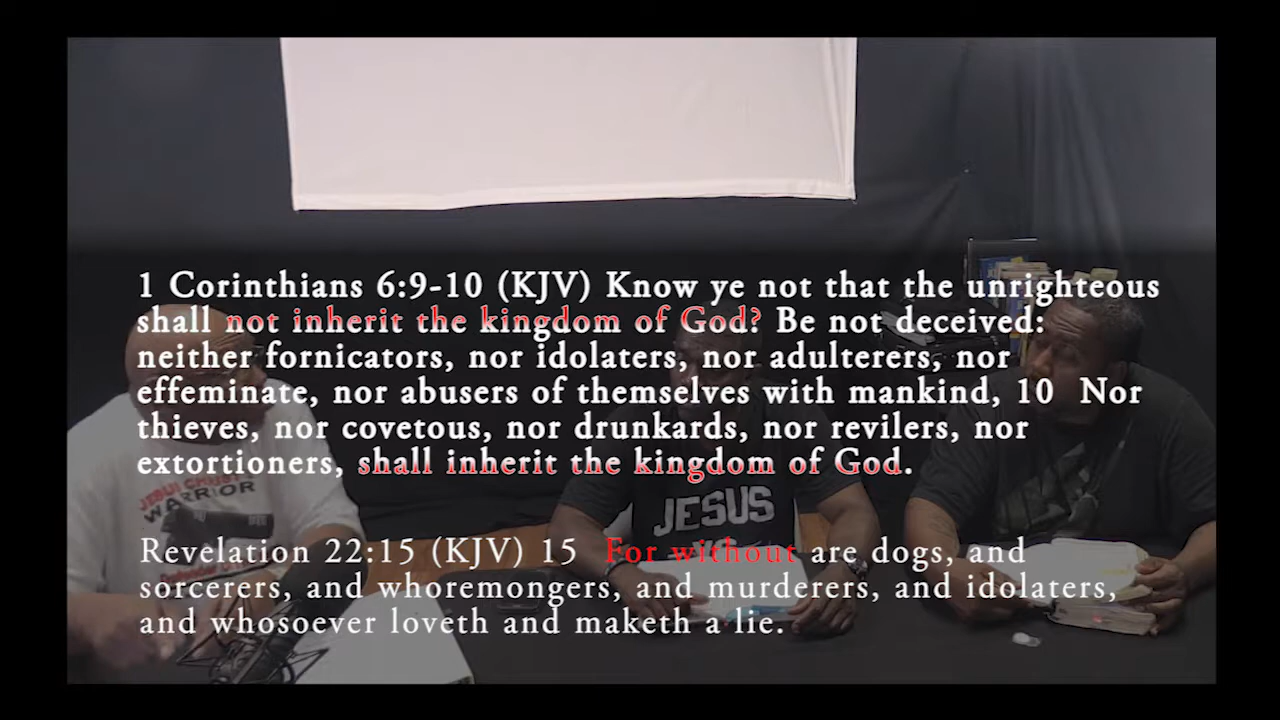 1 Corinthians 6:9-10 (KJV) Know ye not that the unrighteous
shall not inherit the kingdom of God? Be not deceived:
neither fornicators, nor idolaters, nor adulterers, nor
effeminate, nor abusers of themselves with mankind, 10 Nor
thieves, nor covetous, nor drunkards, nor revilers, nor
extortioners, shall inherit the kingdom of God.
JESUS CHRIST
WARRIOR
JESUS
Revelation 22:15 (KJV) 15 For without are dogs, and
sorcerers, and whoremongers, and murderers, and idolaters,
and whosoever loveth and maketh a lie.